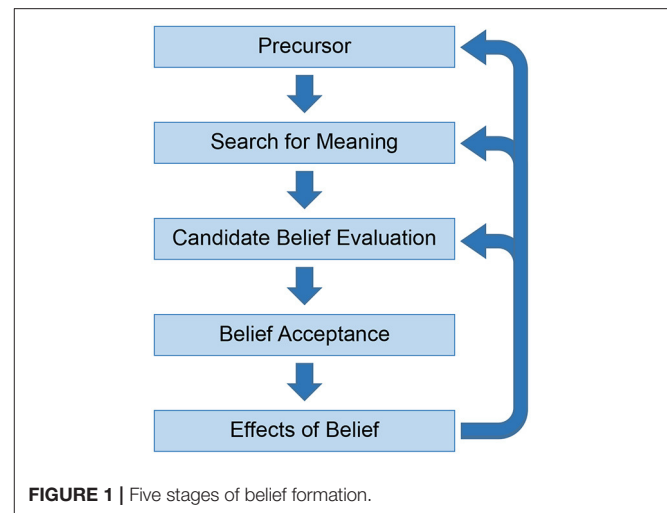 Precursor
Search for Meaning
Candidate Belief Evaluation
Belief Acceptance
Effects of Belief
FIGURE 1 | Five stages of belief formation.